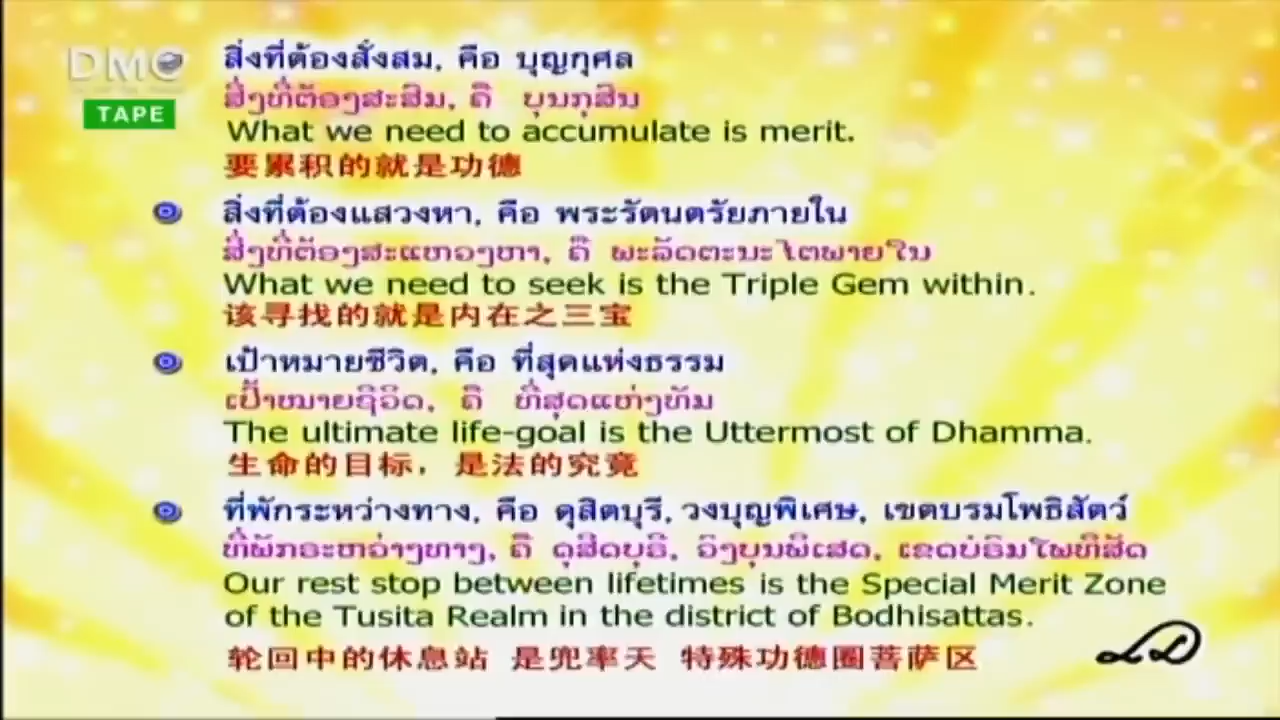 DMC
TAPE
สิ่งที่ต้องสั่งสม, คือ บุญกุศล
ສິ່ງທີ່ຕ້ອງສະສົມ, ຄື ບຸນກຸສົນ
What we need to accumulate is merit.
要累积的就是功德
สิ่งที่ต้องแสวงหา, คือ พระรัตนตรัยภายใน
ສິ່ງທີ່ຕ້ອງສະແຫວງຫາ, ຄື ພະລັດຕະນະໄຕພາຍໃນ
What we need to seek is the Triple Gem within.
该寻找的就是内在之三宝
เป้าหมายชีวิต, คือ ที่สุดแห่งธรรม
ເປົ້າໝາຍຊີວິດ, ຄື ທີ່ສຸດແຫ່ງທັມ
The ultimate life-goal is the Uttermost of Dhamma.
生命的目标，是法的究竟
ที่พักระหว่างทาง, คือ ดุสิตบุรี, วงบุญพิเศษ, เขตบรมโพธิสัตว์
ທີ່ພັກຣະຫວ່າງທາງ, ຄື ດຸສິດບຸຣີ, ວົງບຸນພິເສດ, ເຂດບໍຣົມໂພທິສັດ
Our rest stop between lifetimes is the Special Merit Zone
of the Tusita Realm in the district of Bodhisattas.
轮回中的休息站 是兜率天 特殊功德圈菩萨区